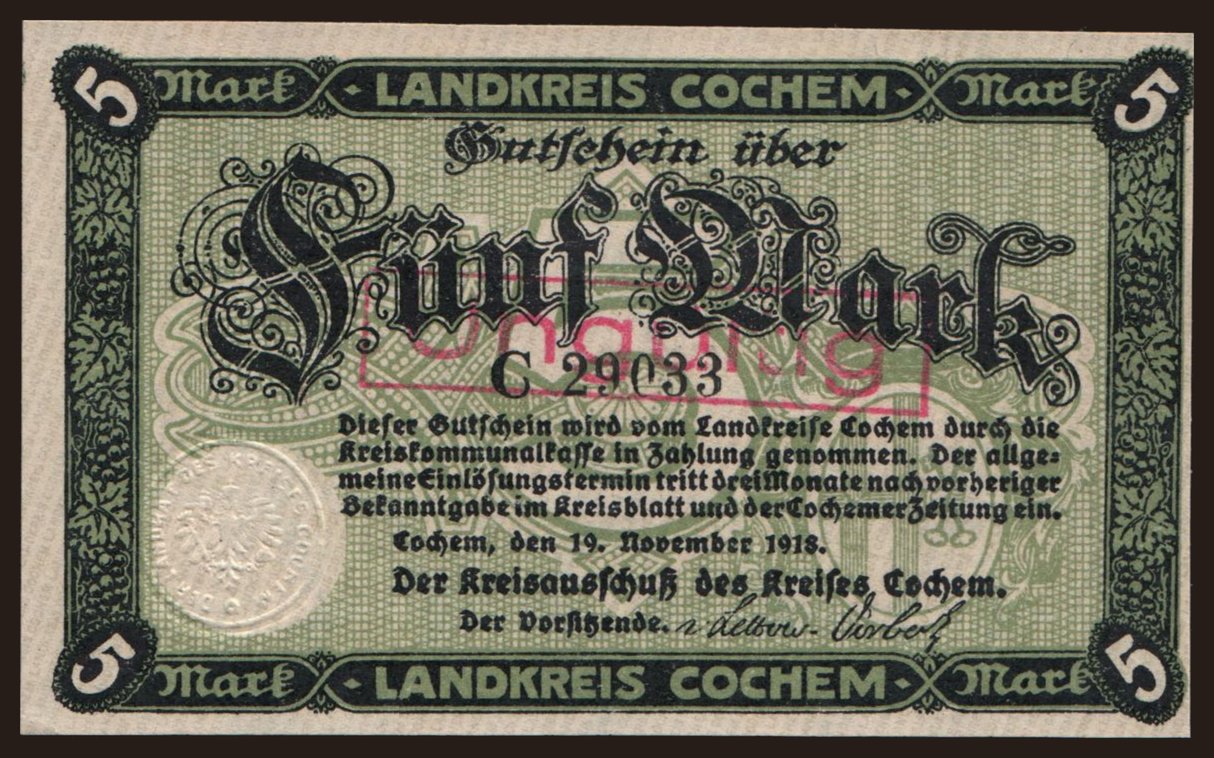 5 Mark LANDKREIS COCHEM Mark 5
Gutschein über
Fünf Mark
Ungültig
C 29033
Dieser Gutschein wird vom Landkreise Cochem durch die
Kreiskommunalkasse in Zahlung genommen. Der allge-
meine Einlösungstermin tritt drei Monate nach vorheriger
Bekanntgabe im Kreisblatt und der Cochemer Zeitung ein.
Cochem, den 19. November 1918.
Der Kreisausschuß des Kreises Cochem.
Der Vorsitzende. v. Lettow-Vorbeck
5 Mark LANDKREIS COCHEM Mark 5